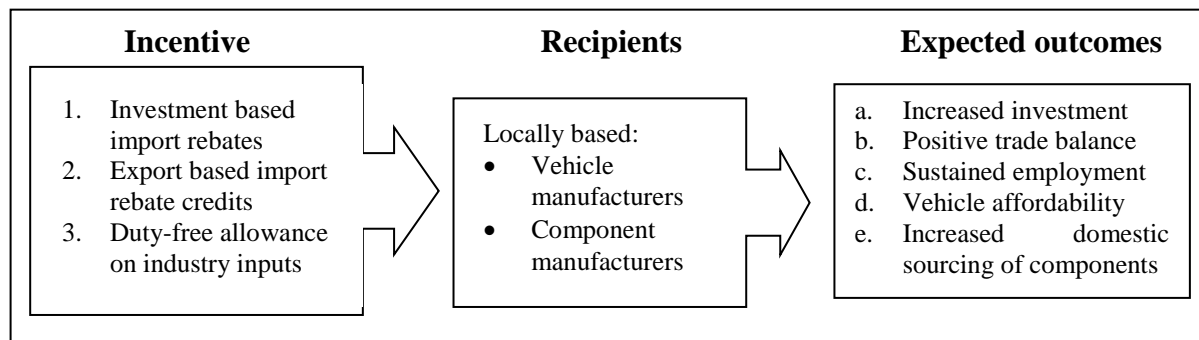 Incentive
1. Investment based
import rebates
2. Export based import
rebate credits
3. Duty-free allowance
on industry inputs
Recipients
Locally based:
• Vehicle
manufacturers
• Component
manufacturers
Expected outcomes
a. Increased investment
b. Positive trade balance
c. Sustained employment
d. Vehicle affordability
e. Increased domestic
sourcing of components